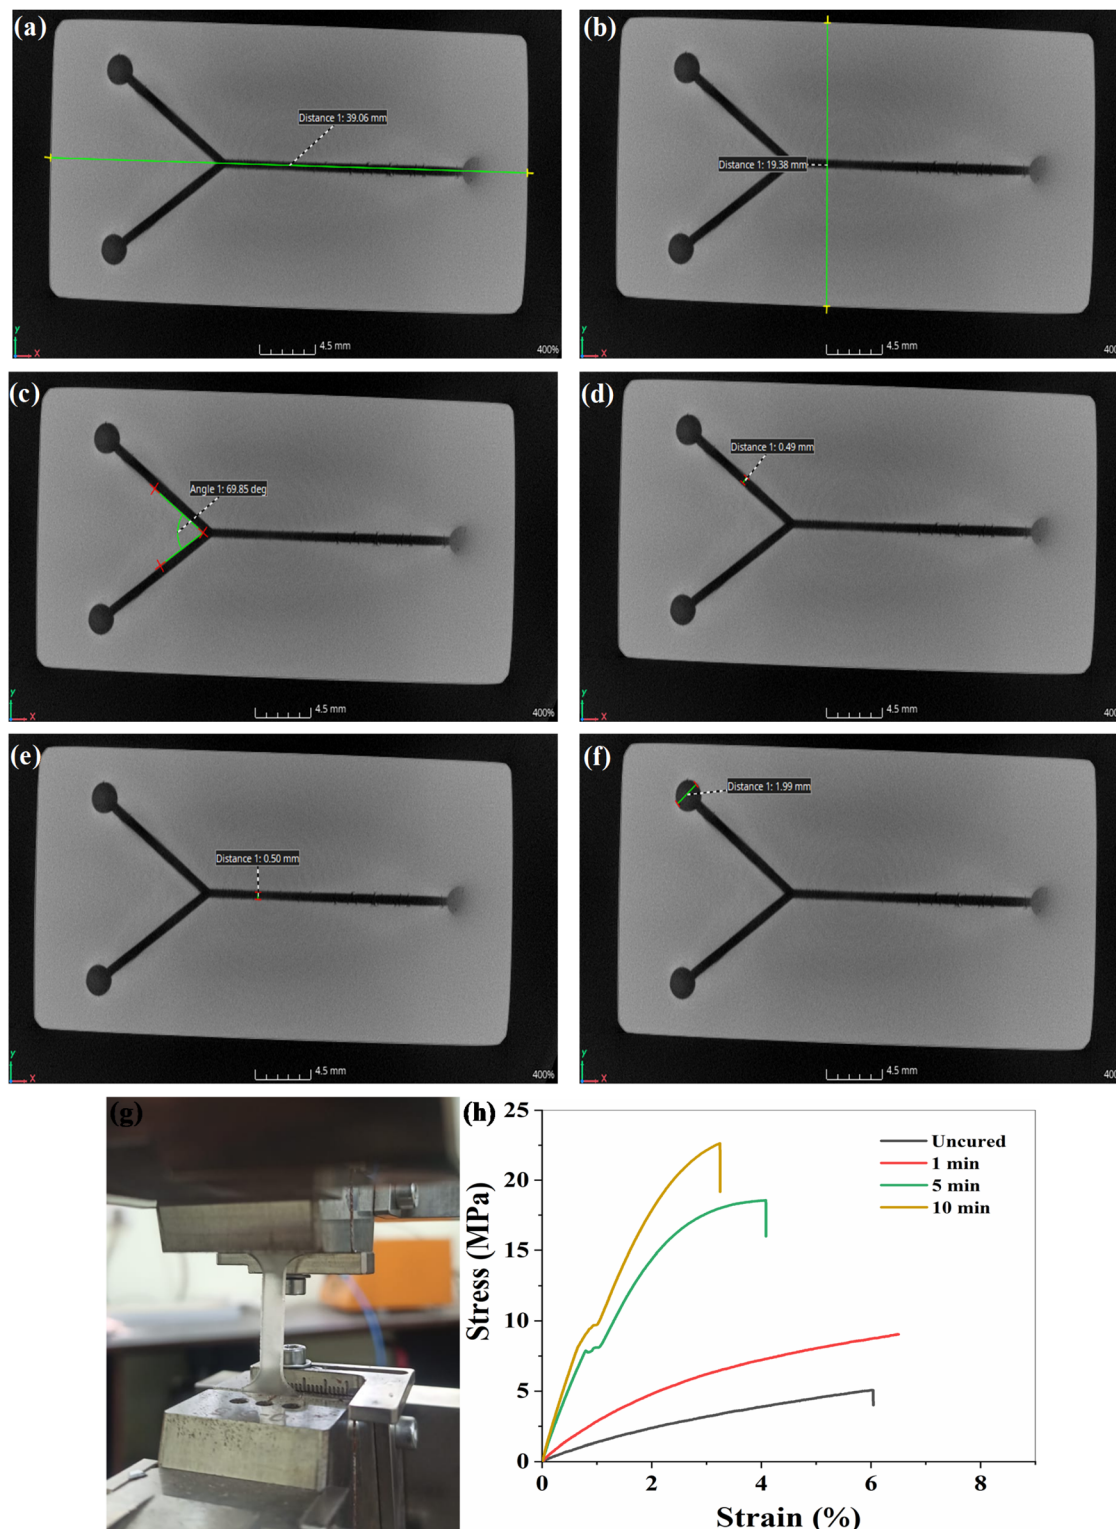 (a)
Distance 1: 39.06 mm
y
x
4.5 mm
400%
(b)
Distance 1: 19.38 mm
y
x
4.5 mm
400
(c)
Angle 1: 69.85 deg
y
x
4.5 mm
400%
(d)
Distance 1: 0.49 mm
y
x
4.5 mm
400
(e)
Distance 1: 0.50 mm
y
x
4.5 mm
400%
(f)
Distance 1: 1.99 mm
y
x
4.5 mm
400
(g)
(h)
25
20
15
10
5
0
Stress (MPa)
Uncured
1 min
5 min
10 min
0 2 4 6 8
Strain (%)